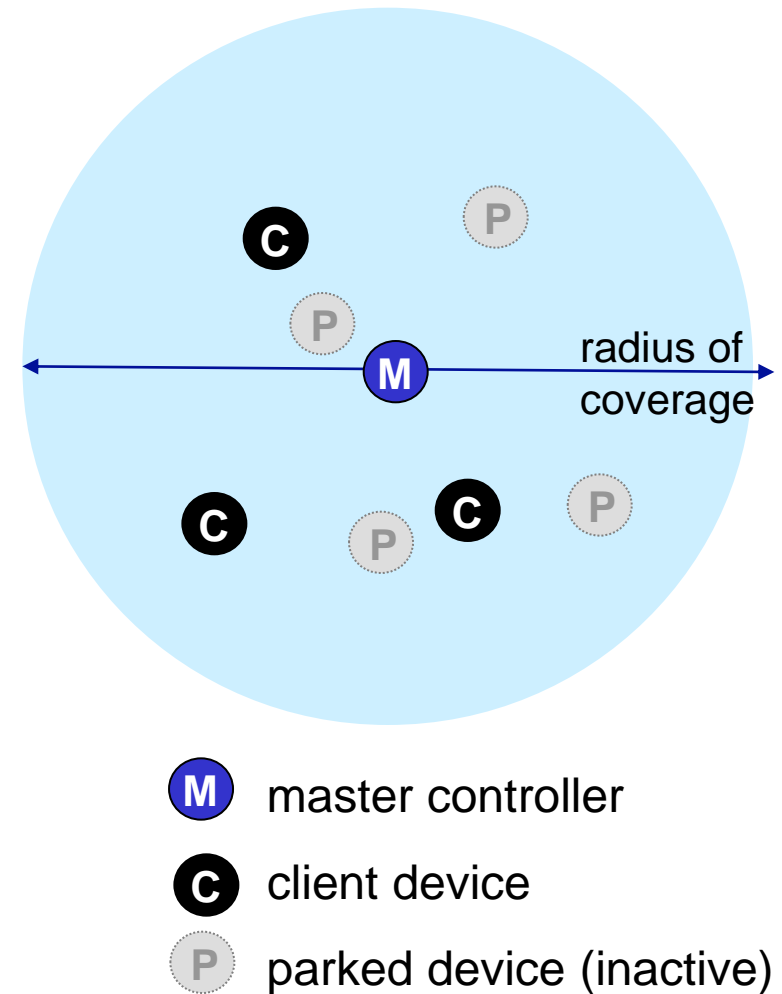 C
P
P
radius of
M
coverage
C
C
P
P
M master controller
C client device
P parked device (inactive)